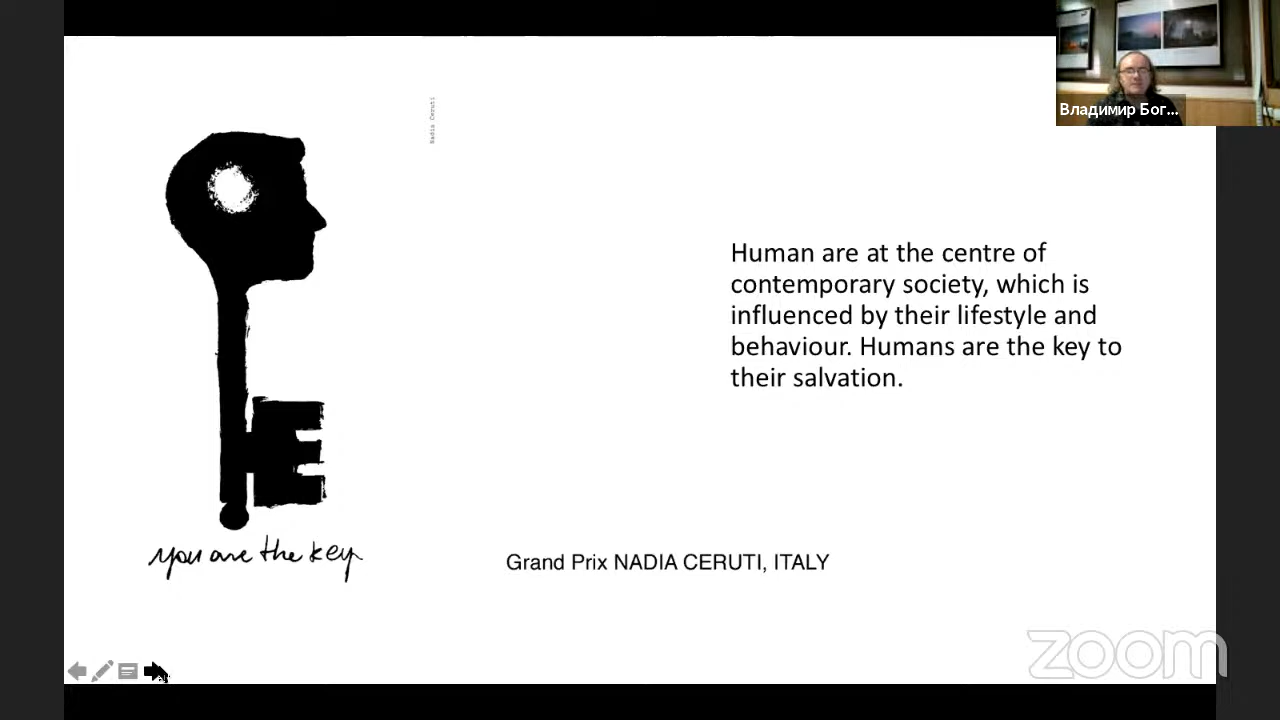 Владимир Бог...
Nadia Ceruti
Human are at the centre of
contemporary society, which is
influenced by their lifestyle and
behaviour. Humans are the key to
their salvation.
you are the key
Grand Prix NADIA CERUTI, ITALY
zoom